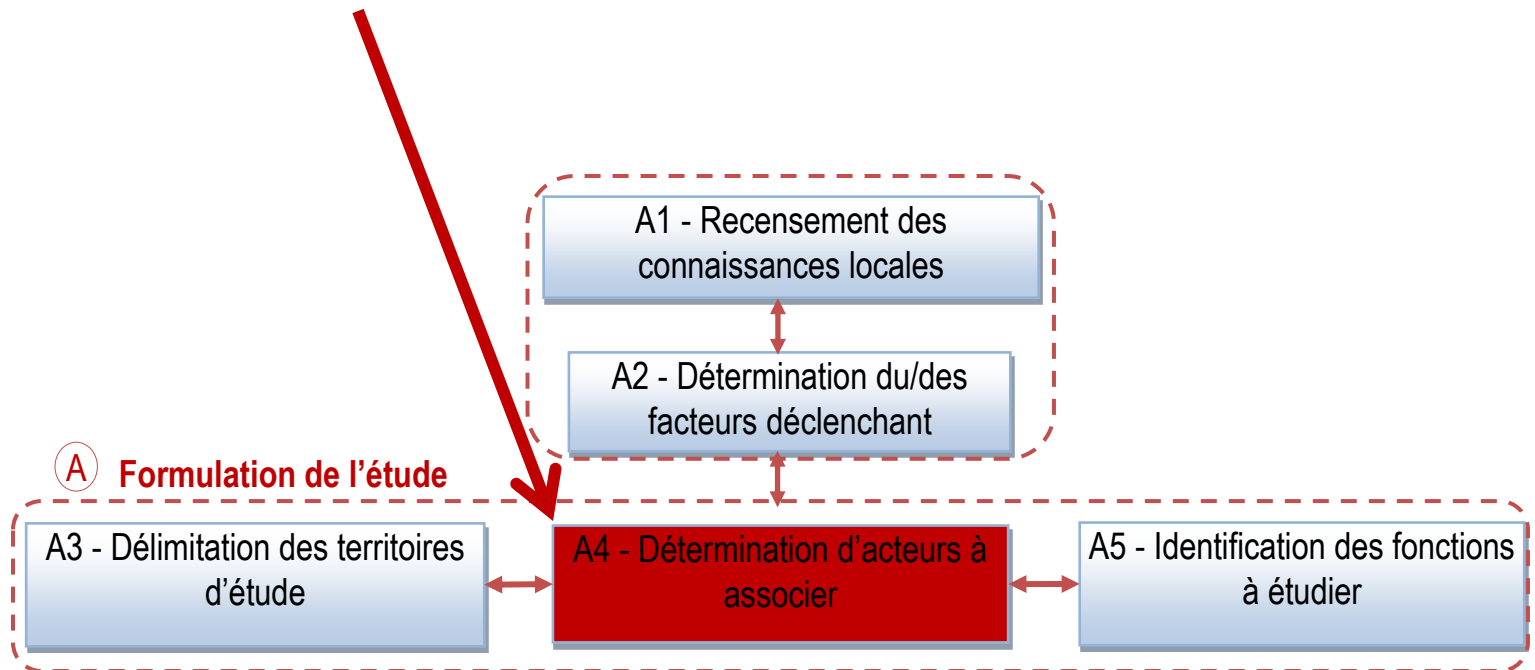 A1 - Recensement des
connaissances locales
A2 - Détermination du/des
facteurs déclenchant
A Formulation de l'étude
A3 - Délimitation des territoires
d'étude
A4 - Détermination d'acteurs à
associer
A5 - Identification des fonctions
à étudier